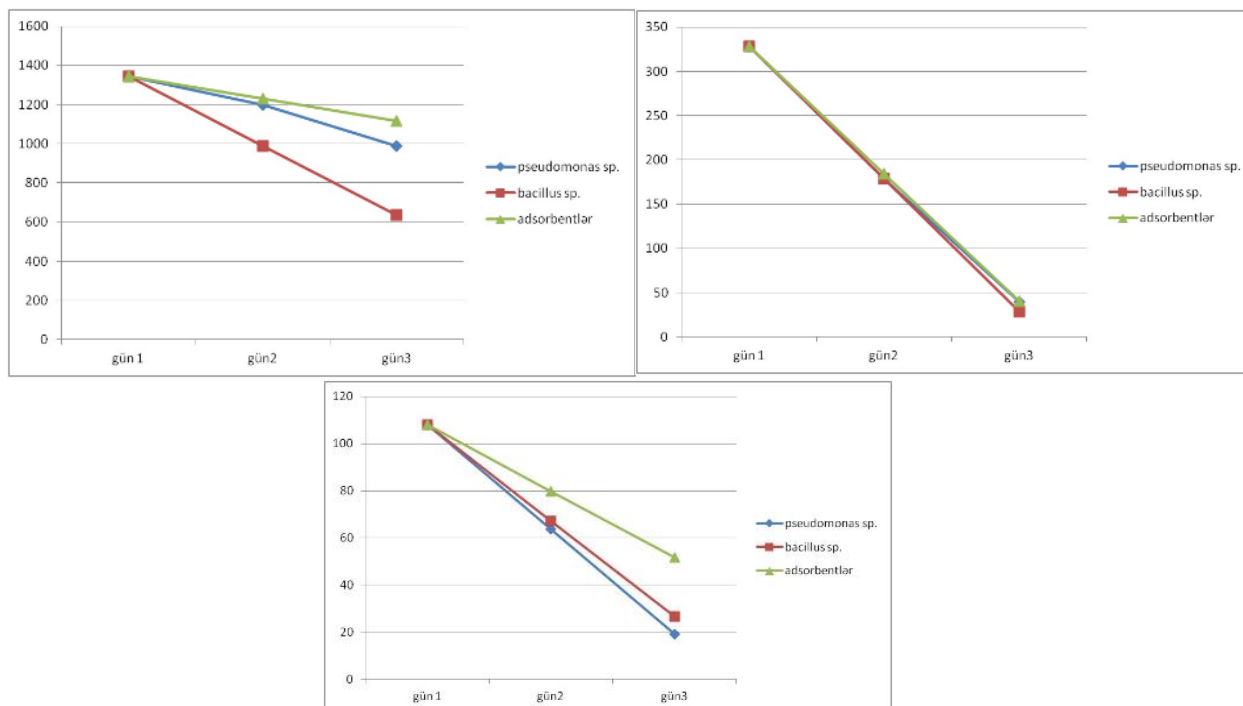 1600
1400
1200
1000
800
600
400
200
0
gün 1 gün2 gün3
pseudomonas sp.
bacillus sp.
adsorbentlər
350
300
250
200
150
100
50
0
gün 1 gün2 gün3
pseudomonas sp.
bacillus sp.
adsorbentlər
120
100
80
60
40
20
0
gün 1 gün2 gün3
pseudomonas sp.
bacillus sp.
adsorbentlər